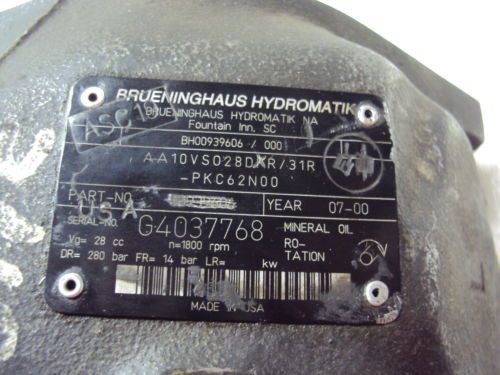 BRUENINGHAUS HYDROMATIK
BRUENINGHAUS HYDROMATIK NA
Fountain Inn. SC
BH00939606 / 000
AA10VSO28D R/31R
-PKC62N00
PART-NO.
YEAR 07-00
USA
SERIAL-NO. G4037768
MINERAL OIL
Vg= 28 cc n=1800 rpm
RO-
TATION
DR= 280 bar FR= 14 bar LR= kw
MADE IN USA